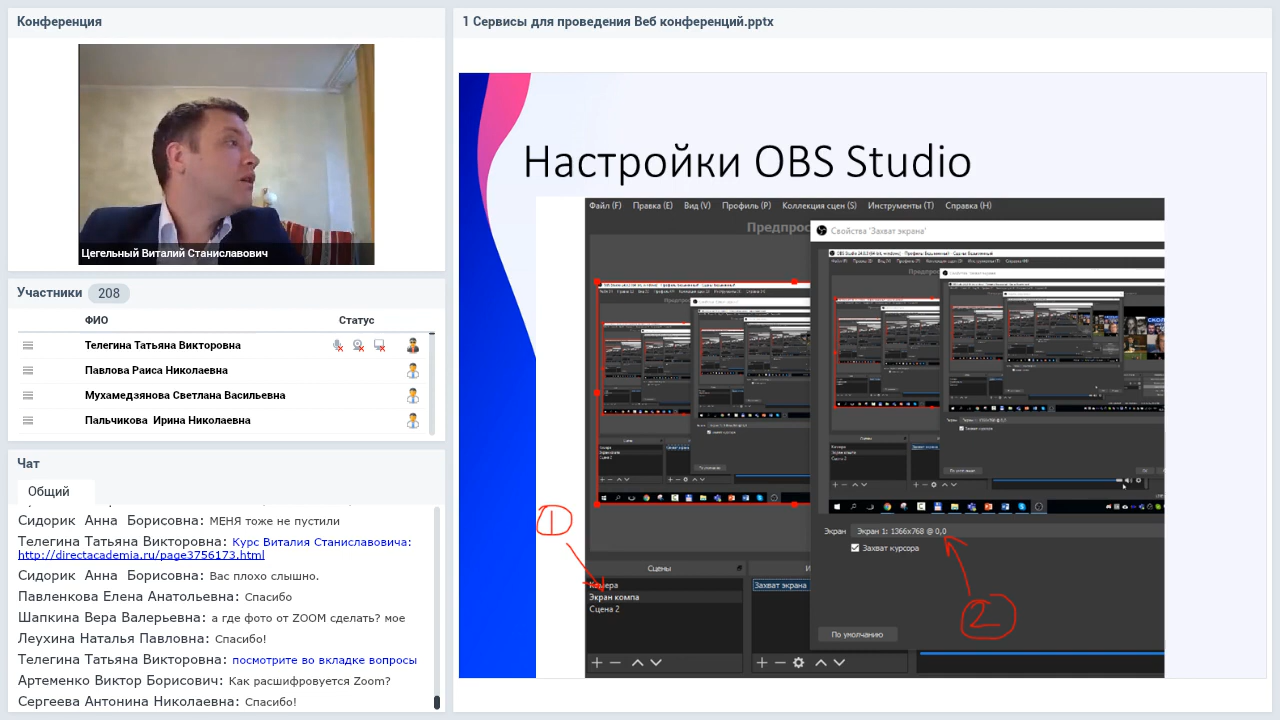 Конференция
Цегельный Виталий Станиславович
Участники 208
ФИО Статус
Телегина Татьяна Викторовна
Павлова Раиса Николаевна
Мухамедзянова Светлана Васильевна
Пальчикова Ирина Николаевна
Чат
Общий
Сидорик Анна Борисовна: МЕНЯ тоже не пустили
Телегина Татьяна Викторовна: Курс Виталия Станиславовича:
http://directacademia.ru/page3756173.html
Сидорик Анна Борисовна: Вас плохо слышно.
Павленкова Елена Анатольевна: Спасибо
Шапкина Вера Валерьевна: а где фото от ZOOM сделать? мое
Леухина Наталья Павловна: Спасибо!
Телегина Татьяна Викторовна: посмотрите во вкладке вопросы
Артеменко Виктор Борисович: Как расшифровуется Zoom?
Сергеева Антонина Николаевна: Спасибо!
1 Сервисы для проведения Веб конференций.pptx
Настройки OBS Studio
Файл (F) Правка (E) Вид (V) Профиль (P) Коллекция сцен (S) Инструменты (T) Справка (H)
Предпрос
Свойства 'Захват экрана'
Экран Экран 1: 1366x768 @ 0,0
Захват курсора
1
2
Сцены
Камера
Экран компа
Сцена 2
И
Захват экрана
По умолчанию